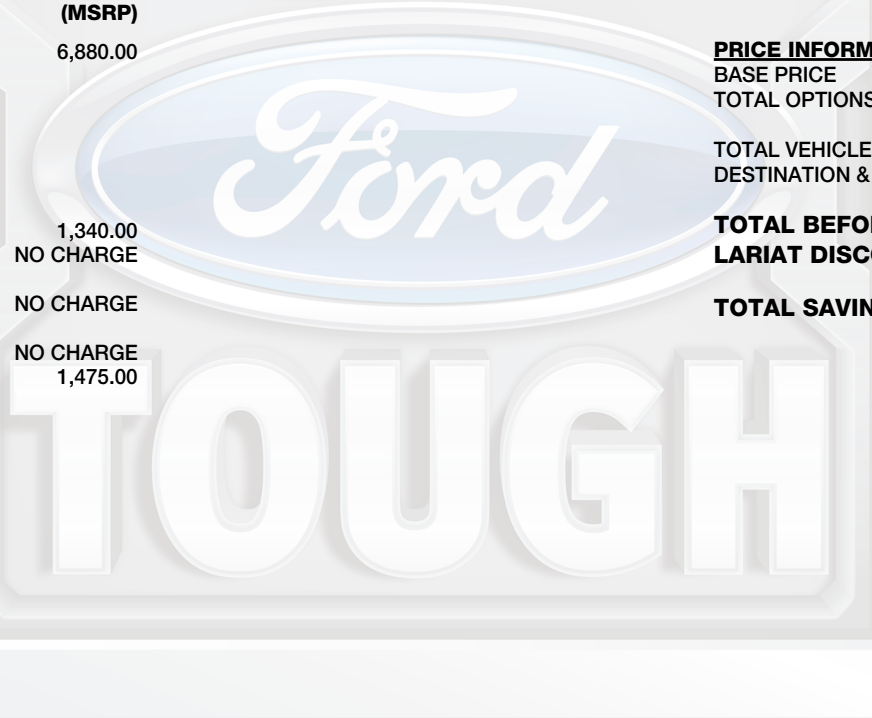 (MSRP)
6,880.00
1,340.00
NO CHARGE
NO CHARGE
NO CHARGE
1,475.00
PRICE INFORM
BASE PRICE
TOTAL OPTIONS
TOTAL VEHICLE
DESTINATION &
TOTAL BEFO
LARIAT DISC
TOTAL SAVIN
Ford
TOUGH